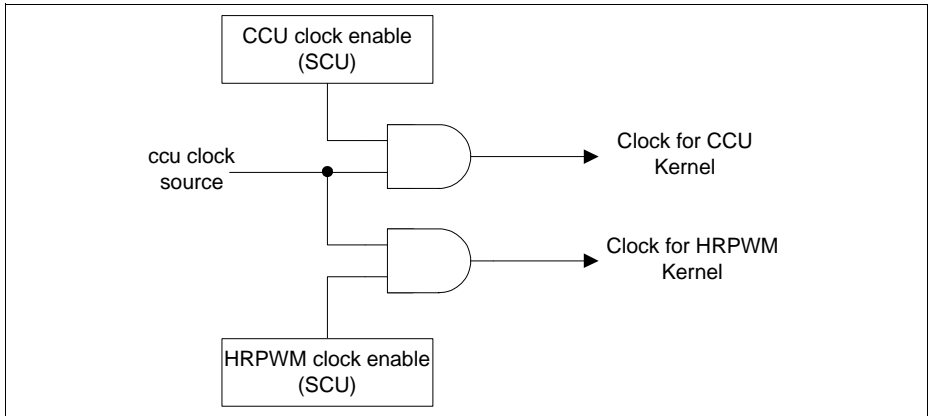 CCU clock enable
(SCU)
ccu clock
source
Clock for CCU
Kernel
Clock for HRPWM
Kernel
HRPWM clock enable
(SCU)